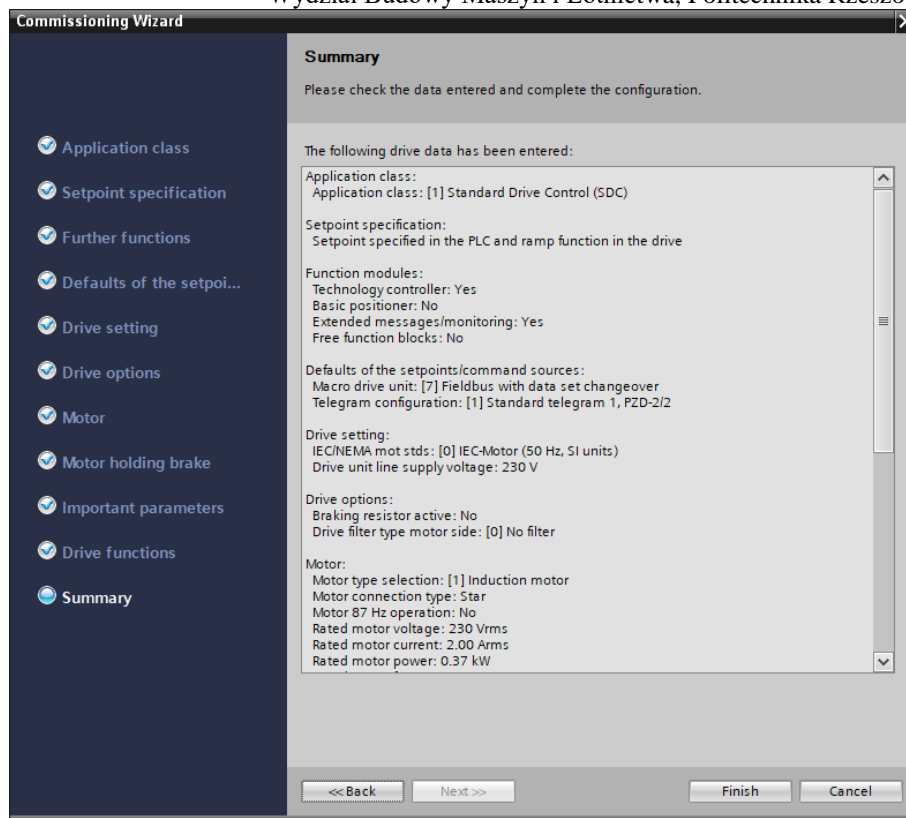 Wydział Budowy Maszyn i Lotnictwa, Politechnika Rzeszo
Commissioning Wizard
Summary
Please check the data entered and complete the configuration.
Application class
Setpoint specification
Further functions
Defaults of the setpoi...
Drive setting
Drive options
Motor
Motor holding brake
Important parameters
Drive functions
Summary
The following drive data has been entered:
Application class:
Application class: [1] Standard Drive Control (SDC)
Setpoint specification:
Setpoint specified in the PLC and ramp function in the drive
Function modules:
Technology controller: Yes
Basic positioner: No
Extended messages/monitoring: Yes
Free function blocks: No
Defaults of the setpoints/command sources:
Macro drive unit: [7] Fieldbus with data set changeover
Telegram configuration: [1] Standard telegram 1, PZD-2/2
Drive setting:
IEC/NEMA mot stds: [0] IEC-Motor (50 Hz, SI units)
Drive unit line supply voltage: 230 V
Drive options:
Braking resistor active: No
Drive filter type motor side: [0] No filter
Motor:
Motor type selection: [1] Induction motor
Motor connection type: Star
Motor 87 Hz operation: No
Rated motor voltage: 230 Vrms
Rated motor current: 2.00 Arms
Rated motor power: 0.37 kW
<<Back
Next>>
Finish
Cancel